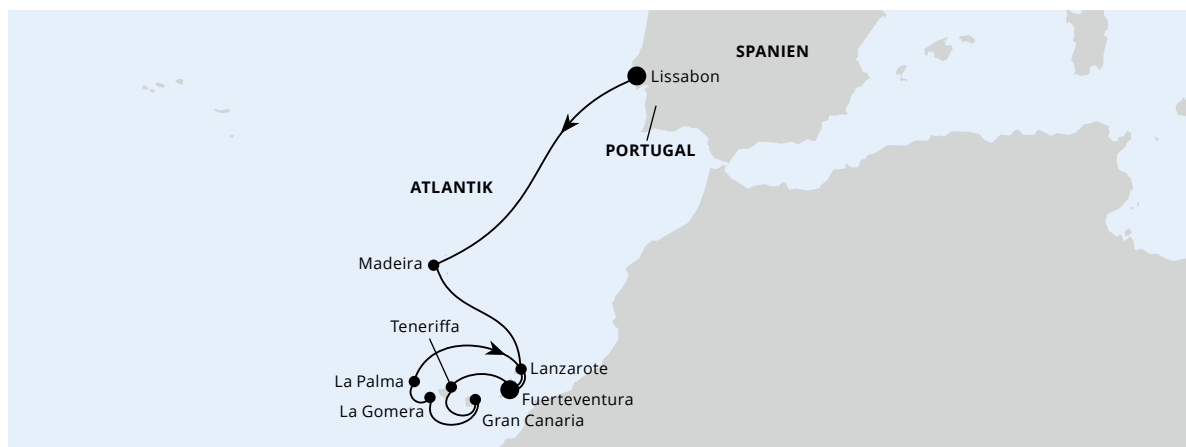 SPANIEN
Lissabon
PORTUGAL
ATLANTIK
Madeira
Teneriffa
Lanzarote
La Palma
Fuerteventura
La Gomera
Gran Canaria